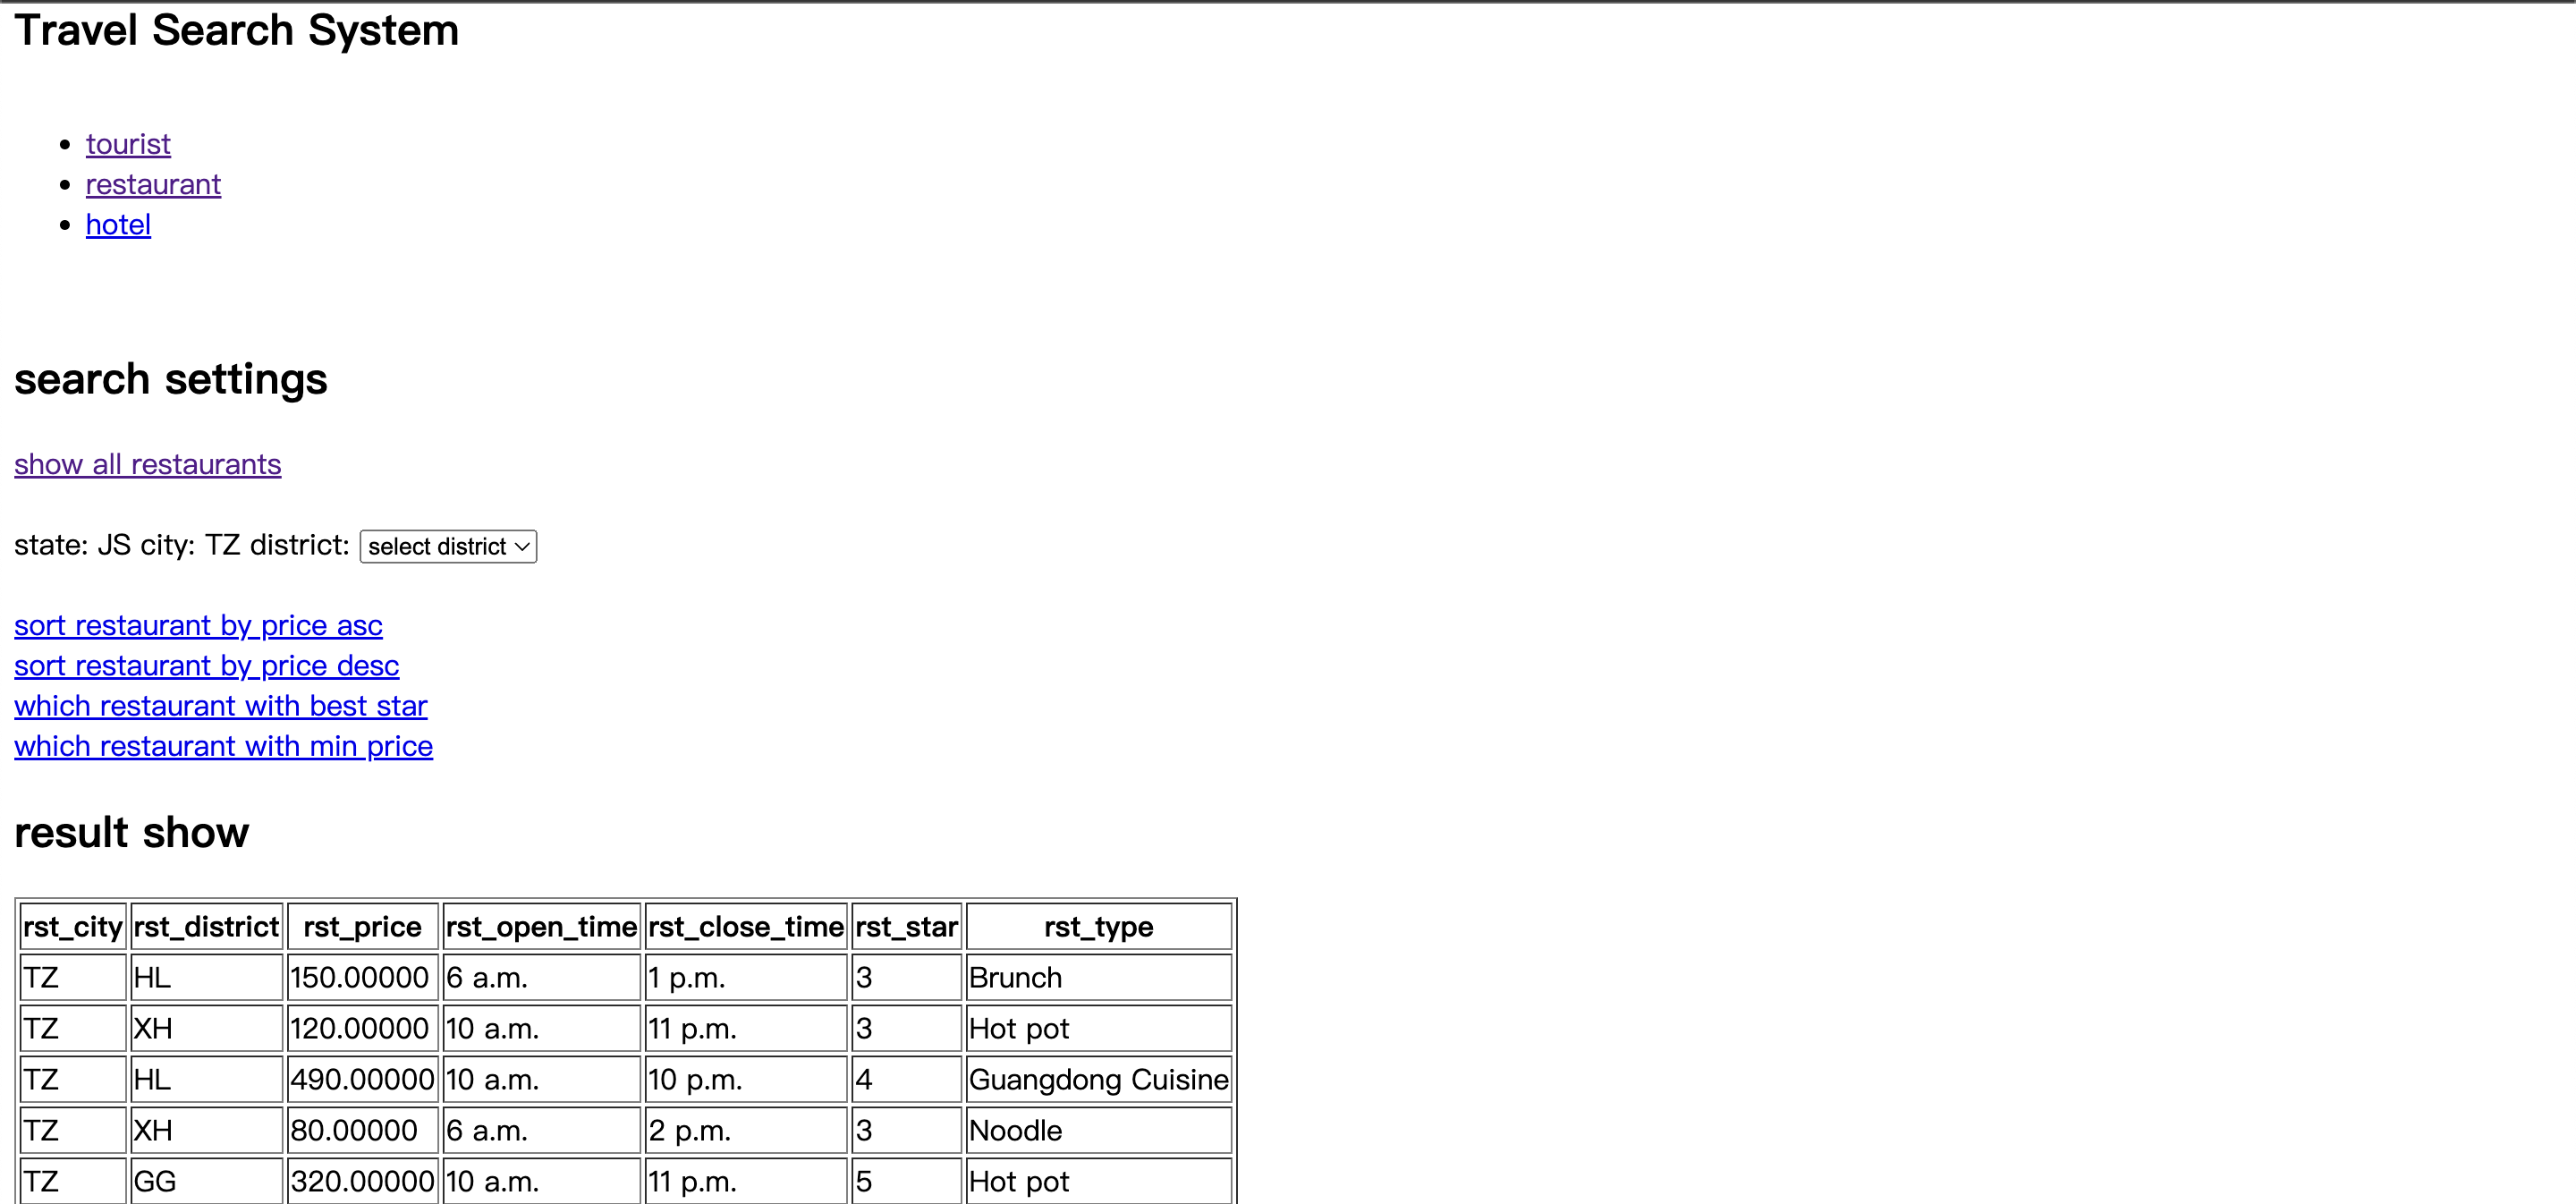 Travel Search System
tourist
restaurant
hotel
search settings
show all restaurants
state: JS city: TZ district: select district
sort restaurant by price asc
sort restaurant by price desc
which restaurant with best star
which restaurant with min price
result show
rst_city rst_district rst_price rst_open_time rst_close_time rst_star rst_type
TZ HL 150.00000 6 a.m. 1 p.m. 3 Brunch
TZ XH 120.00000 10 a.m. 11 p.m. 3 Hot pot
TZ HL 490.00000 10 a.m. 10 p.m. 4 Guangdong Cuisine
TZ XH 80.00000 6 a.m. 2 p.m. 3 Noodle
TZ GG 320.00000 10 a.m. 11 p.m. 5 Hot pot